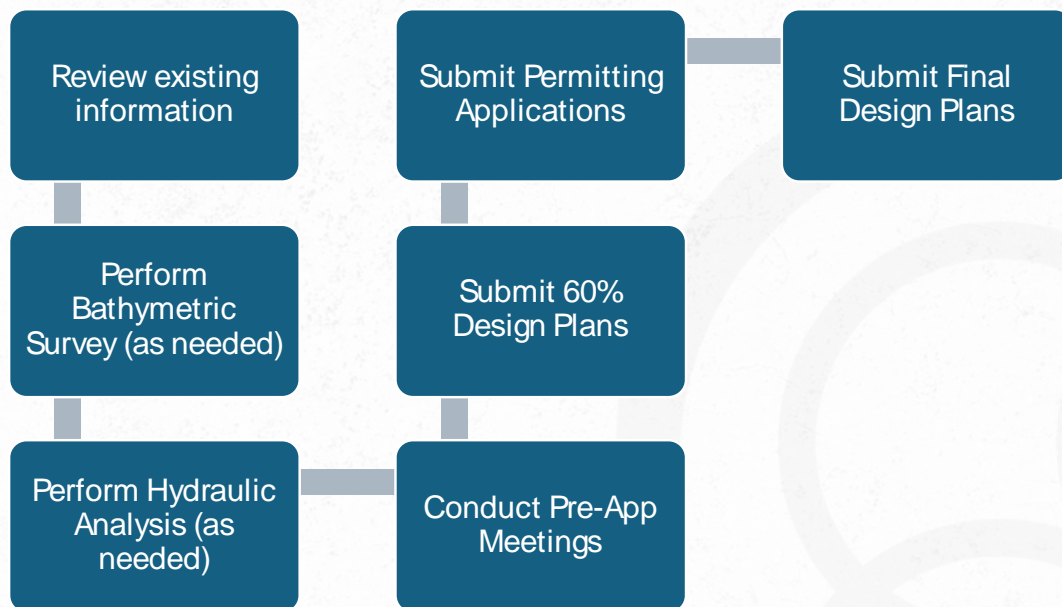 Review existing
information
Perform
Bathymetric
Survey (as needed)
Perform Hydraulic
Analysis (as
needed)
Conduct Pre-App
Meetings
Submit 60%
Design Plans
Submit Permitting
Applications
Submit Final
Design Plans